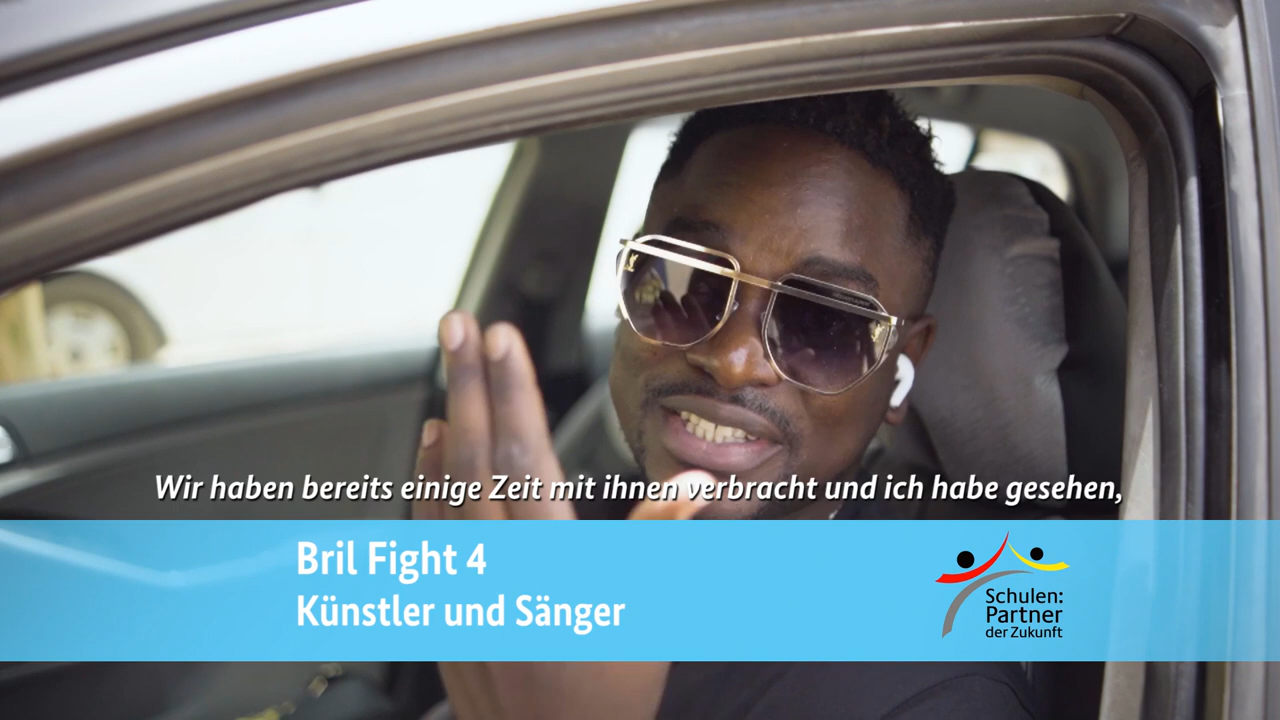 Wir haben bereits einige Zeit mit ihnen verbracht und ich habe gesehen,
Bril Fight 4
Künstler und Sänger
Schulen:
Partner
der Zukunft